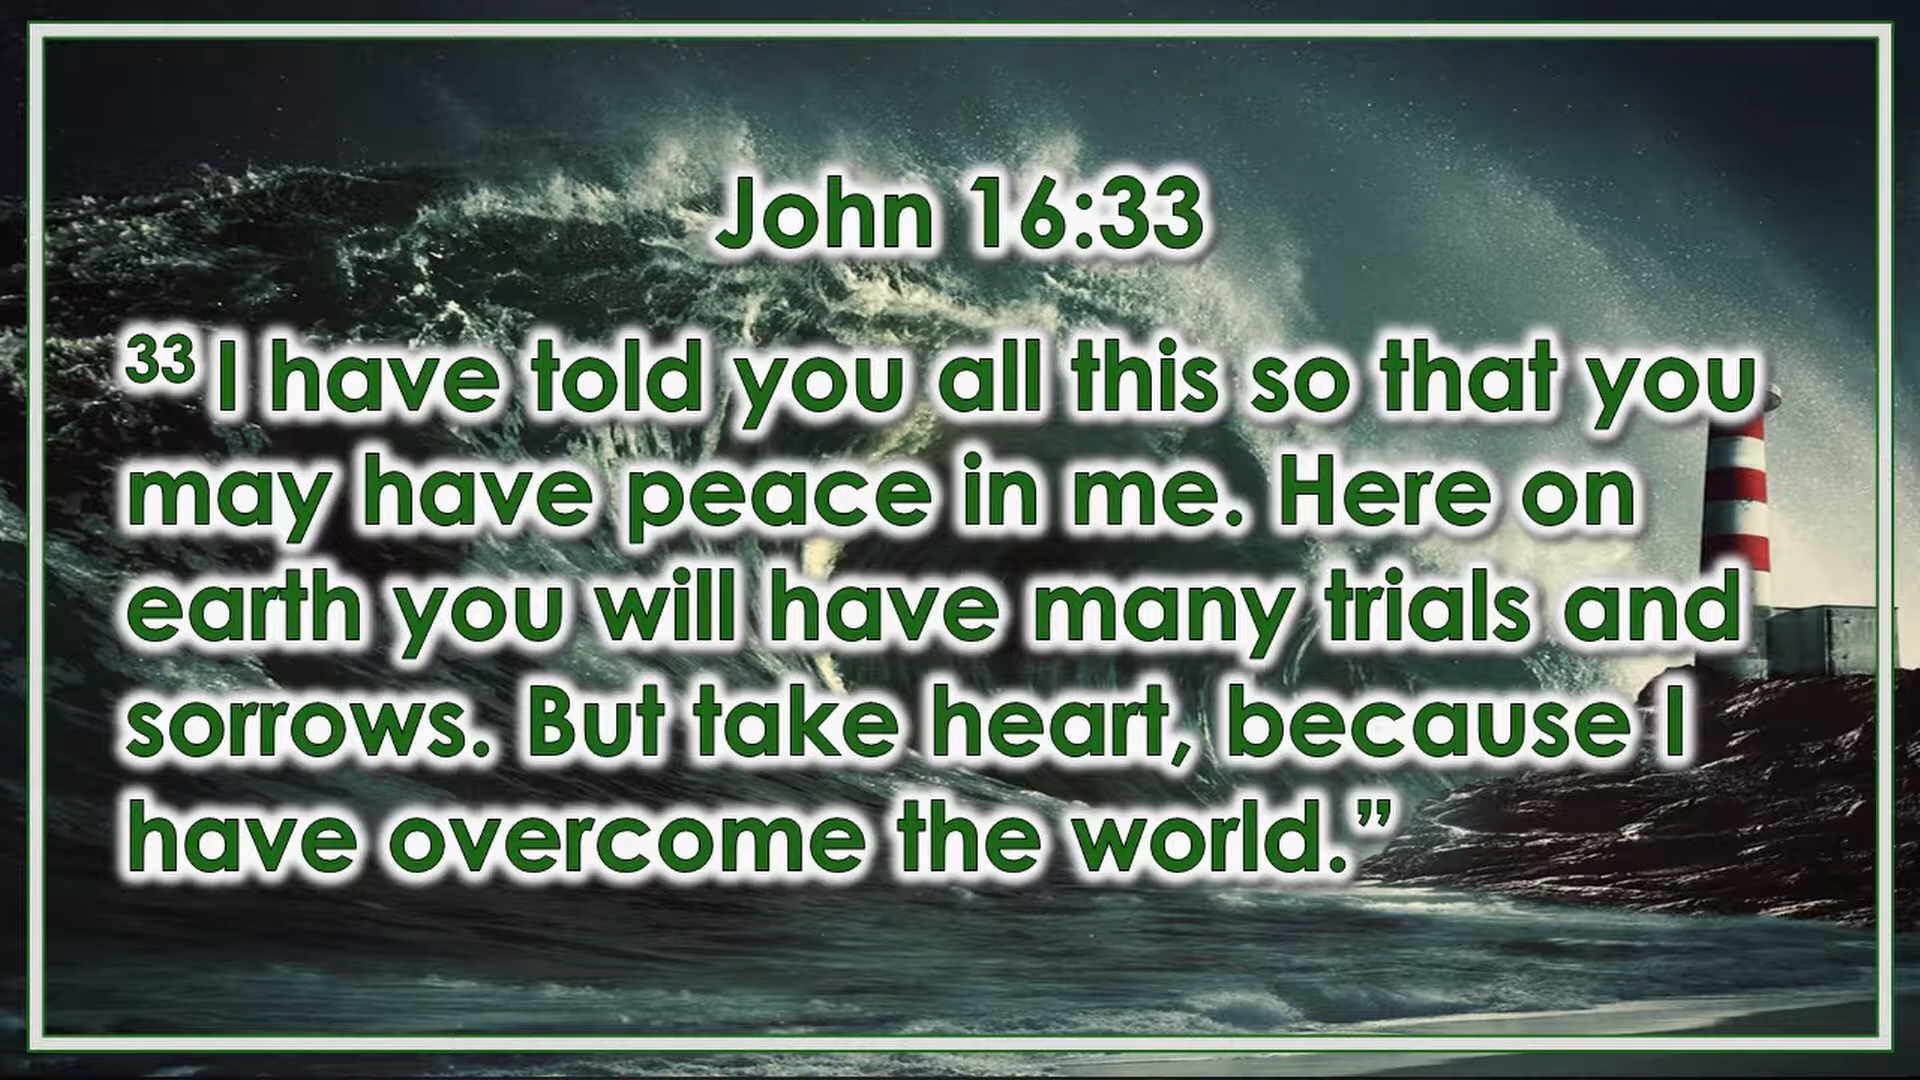 John 16:33
33 I have told you all this so that you
may have peace in me. Here on
earth you will have many trials and
sorrows. But take heart, because I
have overcome the world.”